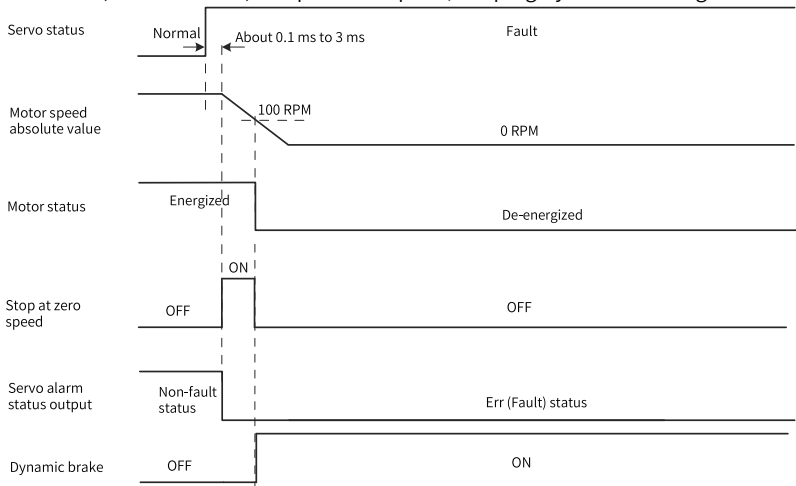 Servo status
Normal
About 0.1 ms to 3 ms
Fault
Motor speed
absolute value
100 RPM
0 RPM
Motor status
Energized
De-energized
Stop at zero
speed
OFF
ON
OFF
Servo alarm
status output
Non-fault
status
Err (Fault) status
Dynamic brake
OFF
ON